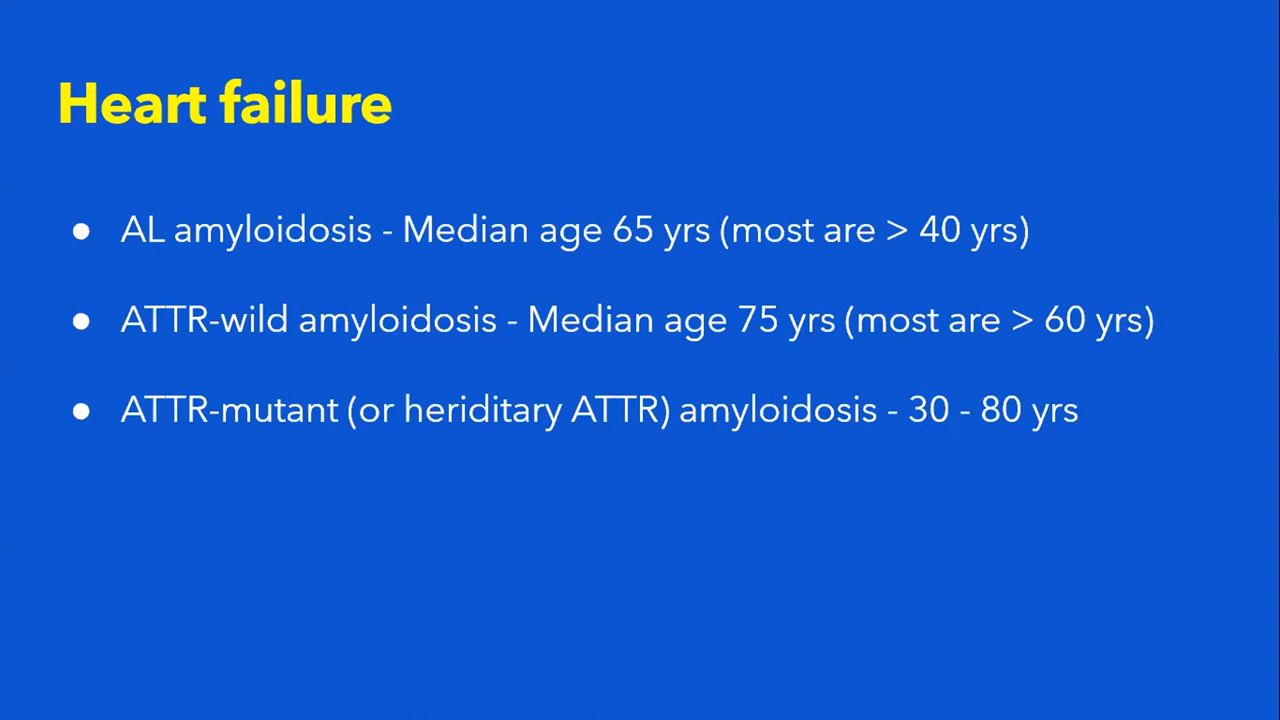 Heart failure
● AL amyloidosis - Median age 65 yrs (most are > 40 yrs)
● ATTR-wild amyloidosis - Median age 75 yrs (most are > 60 yrs)
● ATTR-mutant (or heriditary ATTR) amyloidosis - 30 - 80 yrs